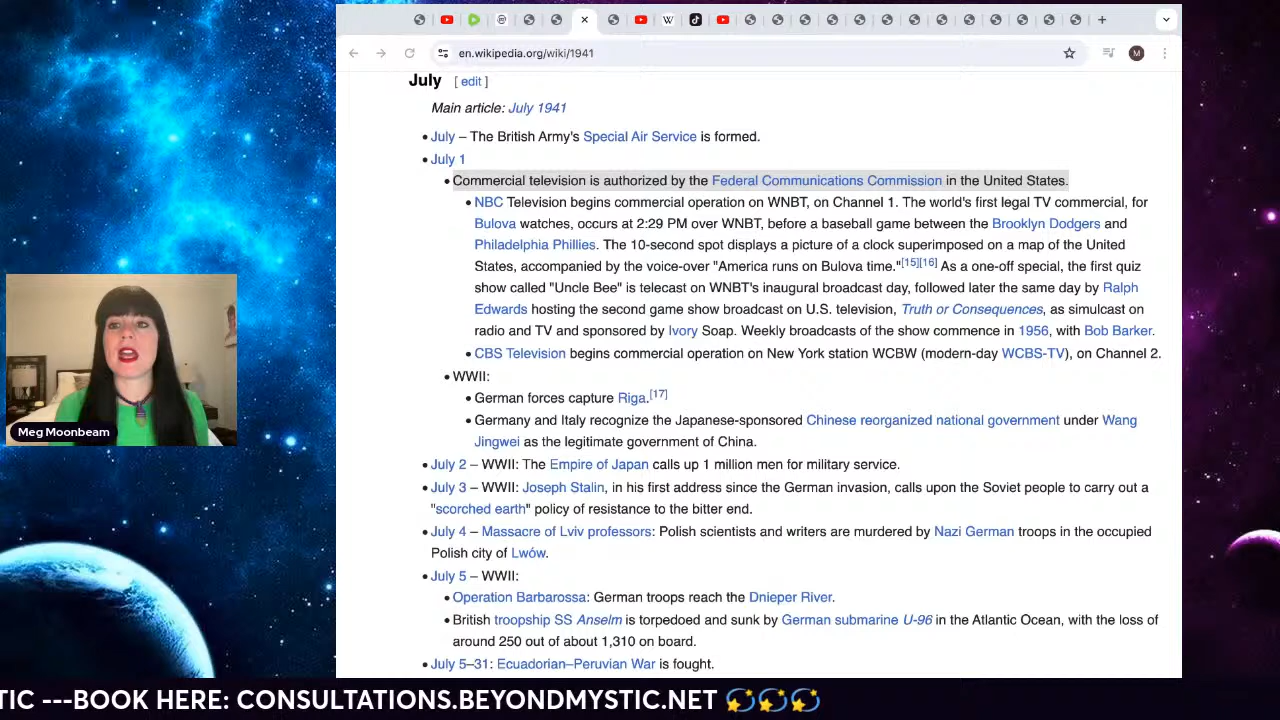 en.wikipedia.org/wiki/1941
M
July [ edit ]
Main article: July 1941
• July – The British Army's Special Air Service is formed.
• July 1
• Commercial television is authorized by the Federal Communications Commission in the United States.
• NBC Television begins commercial operation on WNBT, on Channel 1. The world's first legal TV commercial, for
Bulova watches, occurs at 2:29 PM over WNBT, before a baseball game between the Brooklyn Dodgers and
Philadelphia Phillies. The 10-second spot displays a picture of a clock superimposed on a map of the United
States, accompanied by the voice-over "America runs on Bulova time."[15][16] As a one-off special, the first quiz
show called "Uncle Bee" is telecast on WNBT's inaugural broadcast day, followed later the same day by Ralph
Edwards hosting the second game show broadcast on U.S. television, Truth or Consequences, as simulcast on
radio and TV and sponsored by Ivory Soap. Weekly broadcasts of the show commence in 1956, with Bob Barker.
• CBS Television begins commercial operation on New York station WCBW (modern-day WCBS-TV), on Channel 2.
• WWII:
• German forces capture Riga.[17]
• Germany and Italy recognize the Japanese-sponsored Chinese reorganized national government under Wang
Jingwei as the legitimate government of China.
• July 2 – WWII: The Empire of Japan calls up 1 million men for military service.
• July 3 – WWII: Joseph Stalin, in his first address since the German invasion, calls upon the Soviet people to carry out a
"scorched earth" policy of resistance to the bitter end.
• July 4 – Massacre of Lviv professors: Polish scientists and writers are murdered by Nazi German troops in the occupied
Polish city of Lwów.
• July 5 – WWII:
• Operation Barbarossa: German troops reach the Dnieper River.
• British troopship SS Anselm is torpedoed and sunk by German submarine U-96 in the Atlantic Ocean, with the loss of
around 250 out of about 1,310 on board.
• July 5–31: Ecuadorian–Peruvian War is fought.
Meg Moonbeam
TIC ---BOOK HERE: CONSULTATIONS.BEYONDMYSTIC.NET 💫💫💫